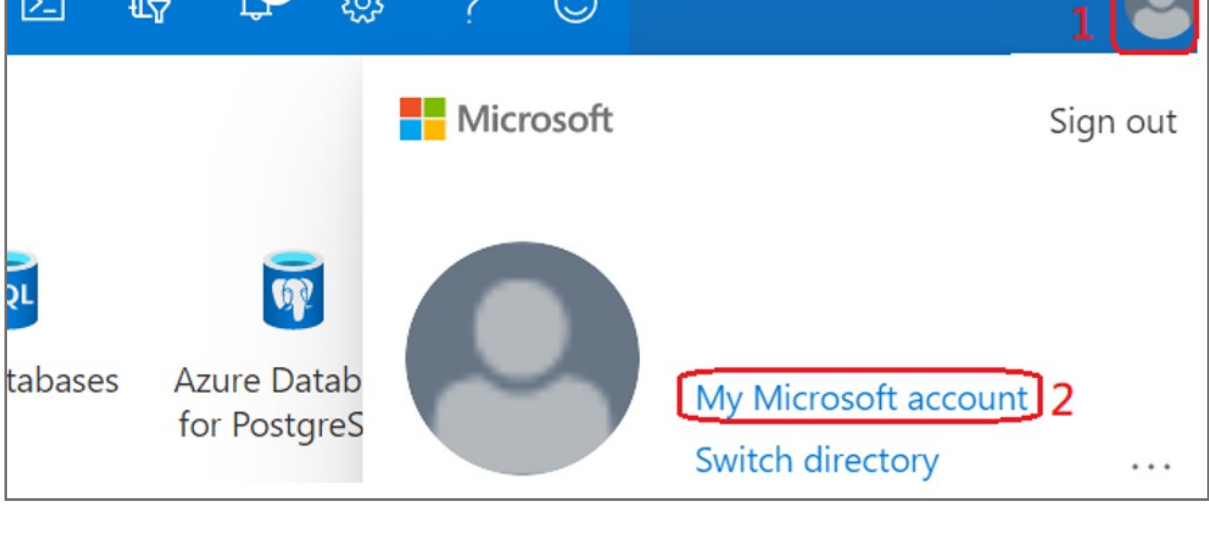 1
Microsoft
Sign out
QL
tabases
Azure Datab
for PostgreS
My Microsoft account 2
Switch directory
...